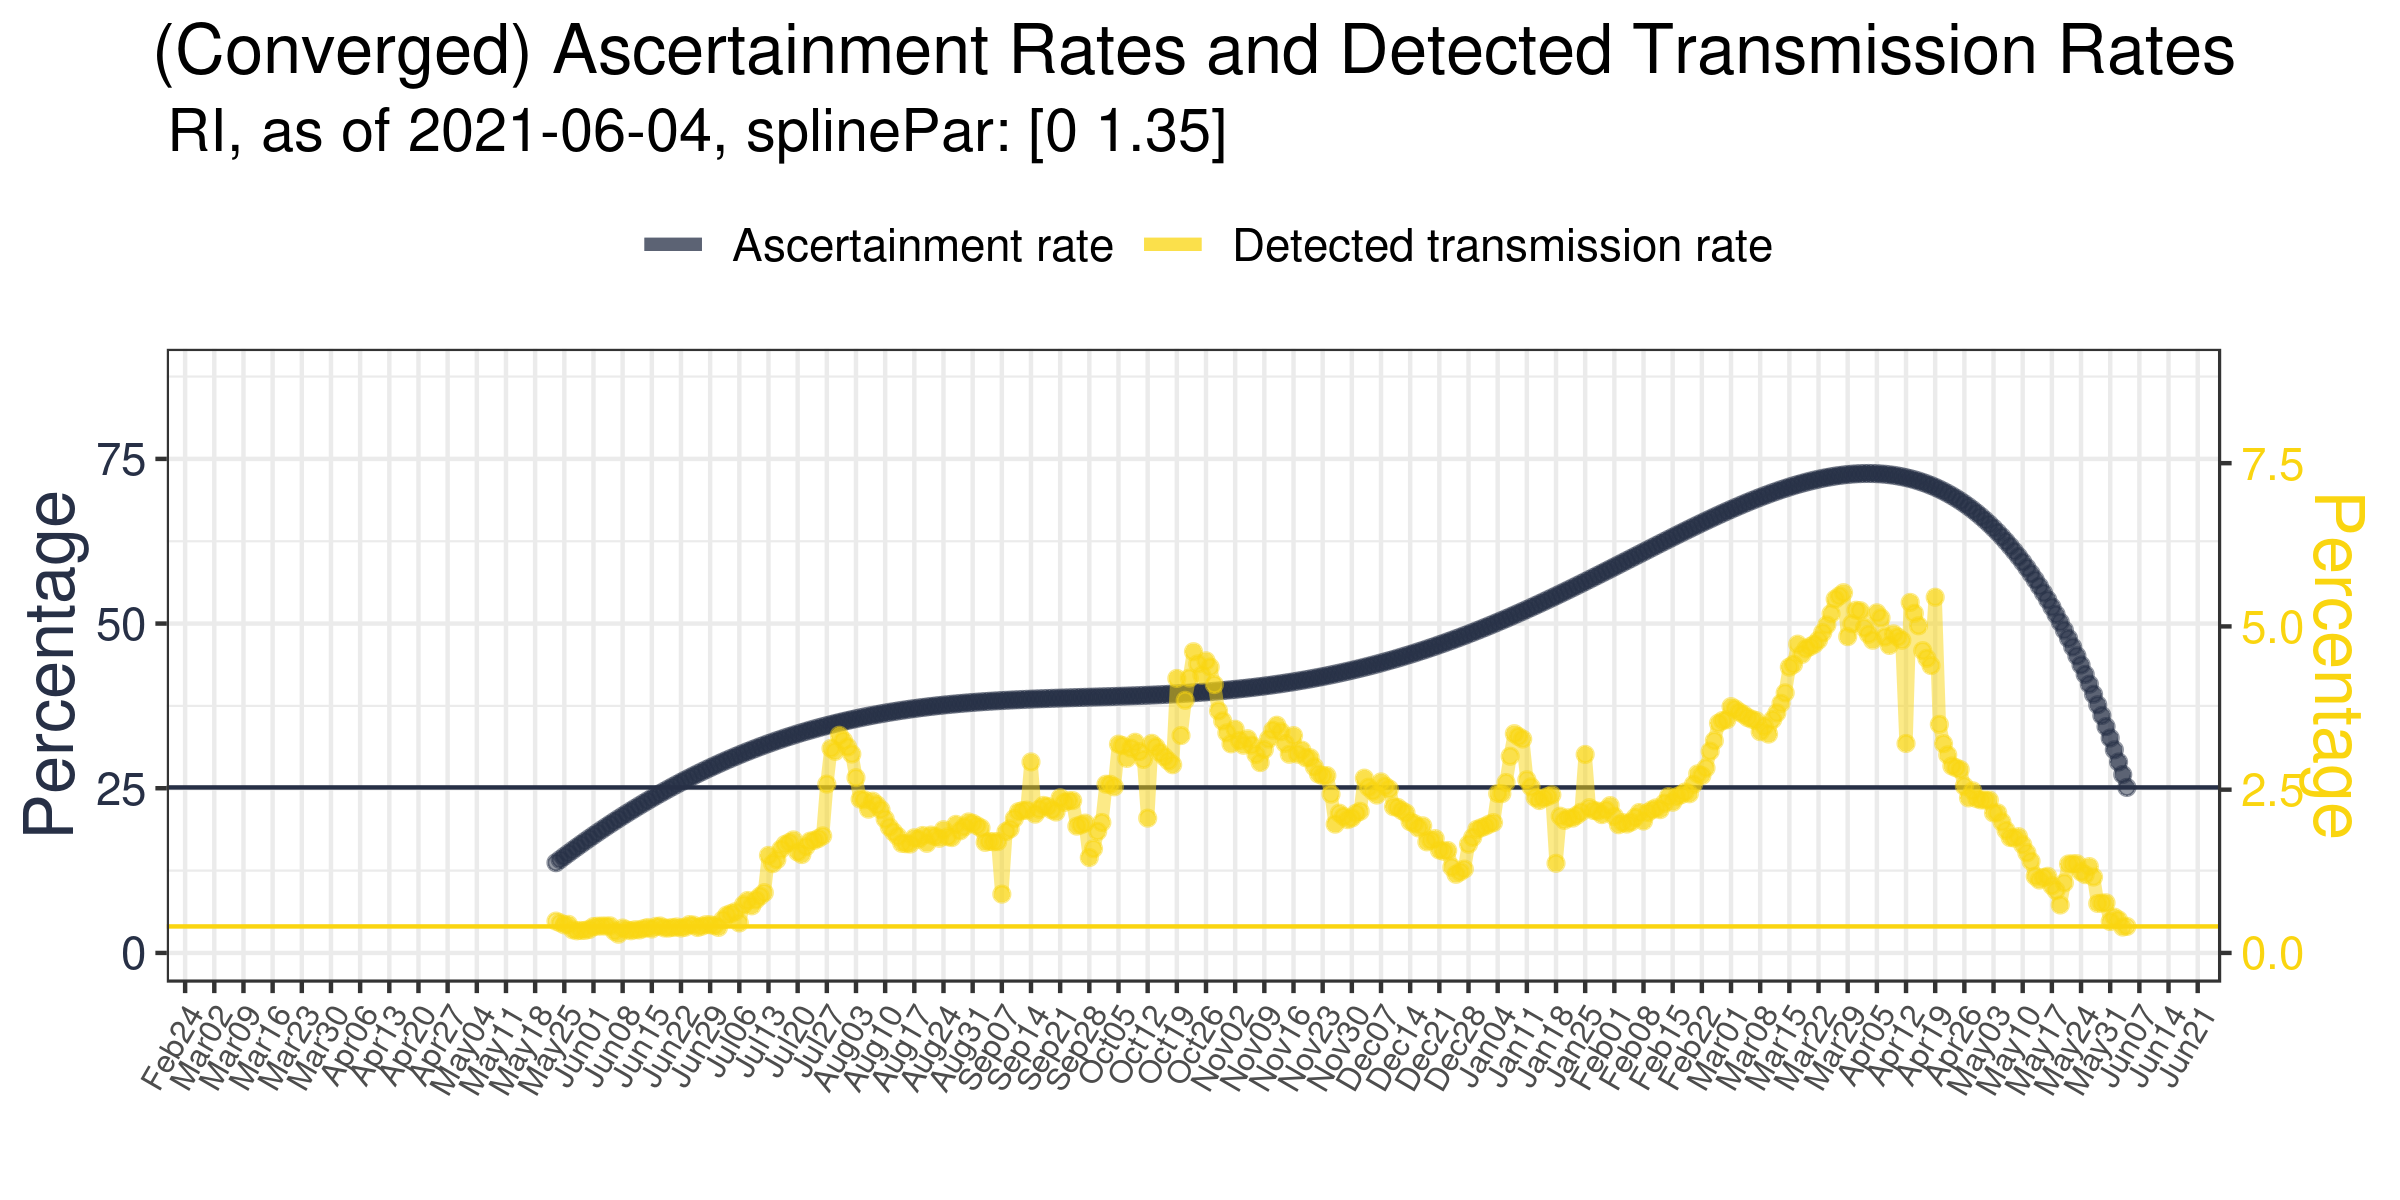 (Converged) Ascertainment Rates and Detected Transmission Rates
RI, as of 2021-06-04, splinePar: [0 1.35]
Ascertainment rate Detected transmission rate
Percentage
75
50
25
0
7.5
5.0
2.5
0.0
Percentage
Feb24
Mar02
Mar09
Mar16
Mar23
Mar30
Apr06
Apr13
Apr20
Apr27
May04
May11
May18
May25
Jun01
Jun08
Jun15
Jun22
Jun29
Jul06
Jul13
Jul20
Jul27
Aug03
Aug10
Aug17
Aug24
Aug31
Sep07
Sep14
Sep21
Sep28
Oct05
Oct12
Oct19
Oct26
Nov02
Nov09
Nov16
Nov23
Nov30
Dec07
Dec14
Dec21
Dec28
Jan04
Jan11
Jan18
Jan25
Feb01
Feb08
Feb15
Feb22
Mar01
Mar08
Mar15
Mar22
Mar29
Apr05
Apr12
Apr19
Apr26
May03
May10
May17
May24
May31
Jun07
Jun14
Jun21